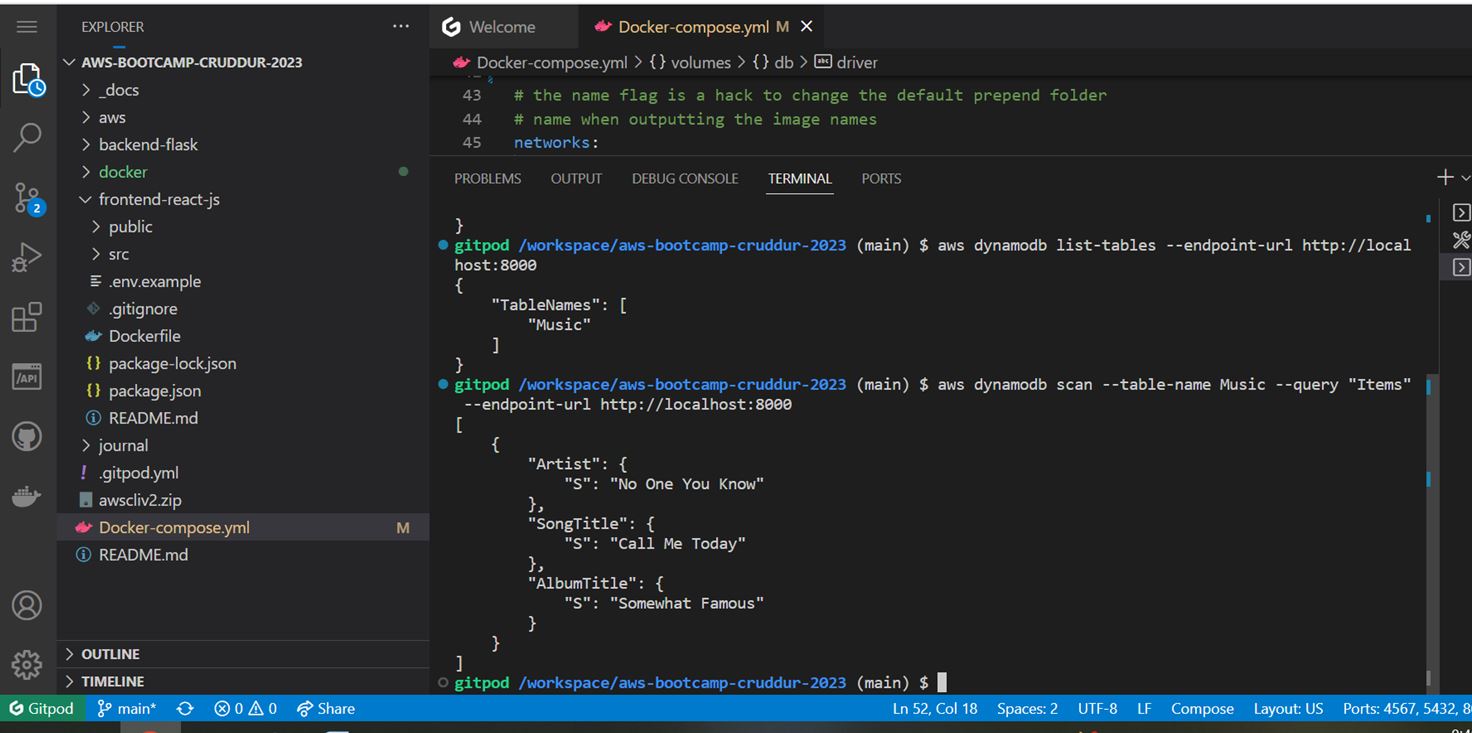 EXPLORER
AWS-BOOTCAMP-CRUDDUR-2023
_docs
aws
backend-flask
docker
frontend-react-js
public
src
.env.example
.gitignore
Dockerfile
{} package-lock.json
{} package.json
README.md
journal
! .gitpod.yml
awscliv2.zip
Docker-compose.yml M
README.md
OUTLINE
TIMELINE
2
/API
Welcome
Docker-compose.yml M
Docker-compose.yml > {} volumes > {} db > abc driver
43 # the name flag is a hack to change the default prepend folder
44 # name when outputting the image names
45 networks:
PROBLEMS OUTPUT DEBUG CONSOLE TERMINAL PORTS
}
gitpod /workspace/aws-bootcamp-cruddur-2023 (main) $ aws dynamodb list-tables --endpoint-url http://local
host:8000
{
"TableNames": [
"Music"
]
}
gitpod /workspace/aws-bootcamp-cruddur-2023 (main) $ aws dynamodb scan --table-name Music --query "Items"
--endpoint-url http://localhost:8000
[
{
"Artist": {
"S": "No One You Know"
},
"SongTitle": {
"S": "Call Me Today"
},
"AlbumTitle": {
"S": "Somewhat Famous"
}
}
]
gitpod /workspace/aws-bootcamp-cruddur-2023 (main) $
Gitpod main* 0 0 Share Ln 52, Col 18 Spaces: 2 UTF-8 LF Compose Layout: US Ports: 4567, 5432,